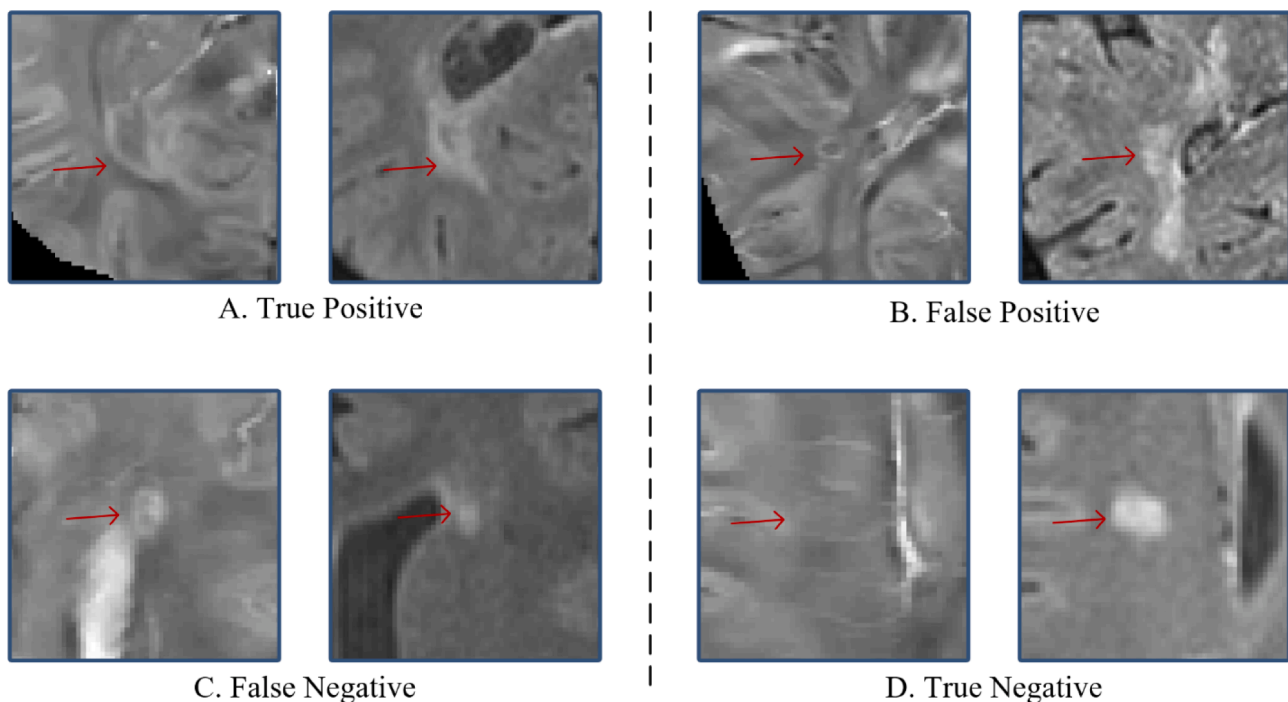 A. True Positive
B. False Positive
C. False Negative
D. True Negative